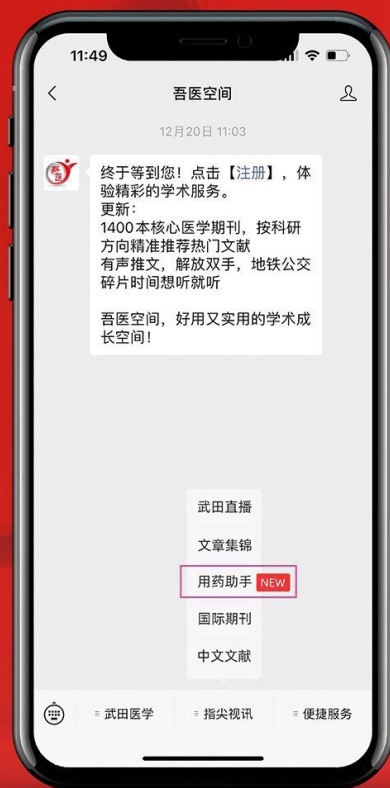 11:49
吾医空间
12月20日 11:03
吾医
终于等到您！点击【注册】，体
验精彩的学术服务。
更新：
1400本核心医学期刊，按科研
方向精准推荐热门文献
有声推文，解放双手，地铁公交
碎片时间想听就听
吾医空间，好用又实用的学术成
长空间！
武田直播
文章集锦
用药助手 NEW
国际期刊
中文文献
武田医学
指尖视讯
便捷服务